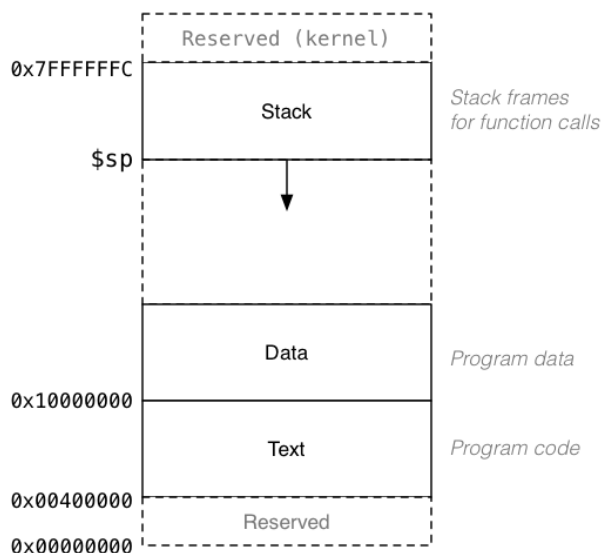 Reserved (kernel)
0x7FFFFFFC
Stack
Stack frames
for function calls
$sp
Data
Program data
0x10000000
Text
Program code
0x00400000
Reserved
0x00000000